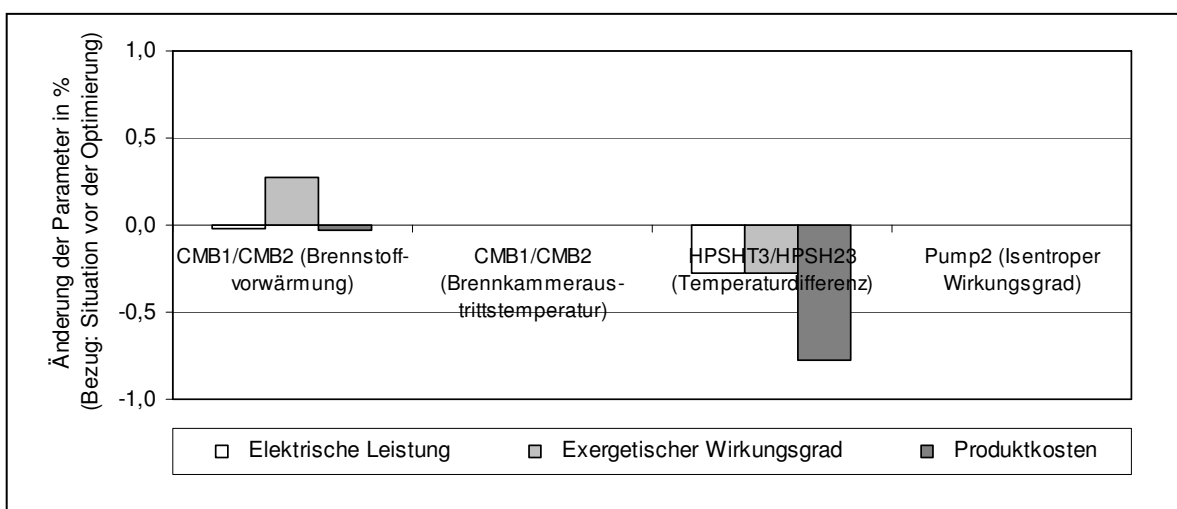 Änderung der Parameter in %
(Bezug: Situation vor der Optimierung)
1,0
0,5
0,0
-0,5
-1,0
CMB1/CMB2 (Brennstoff-
vorwärmung)
CMB1/CMB2
(Brennkammeraus-
trittstemperatur)
HPSHT3/HPSH23
(Temperaturdifferenz)
Pump2 (Isentroper
Wirkungsgrad)
Elektrische Leistung
Exergetischer Wirkungsgrad
Produktkosten